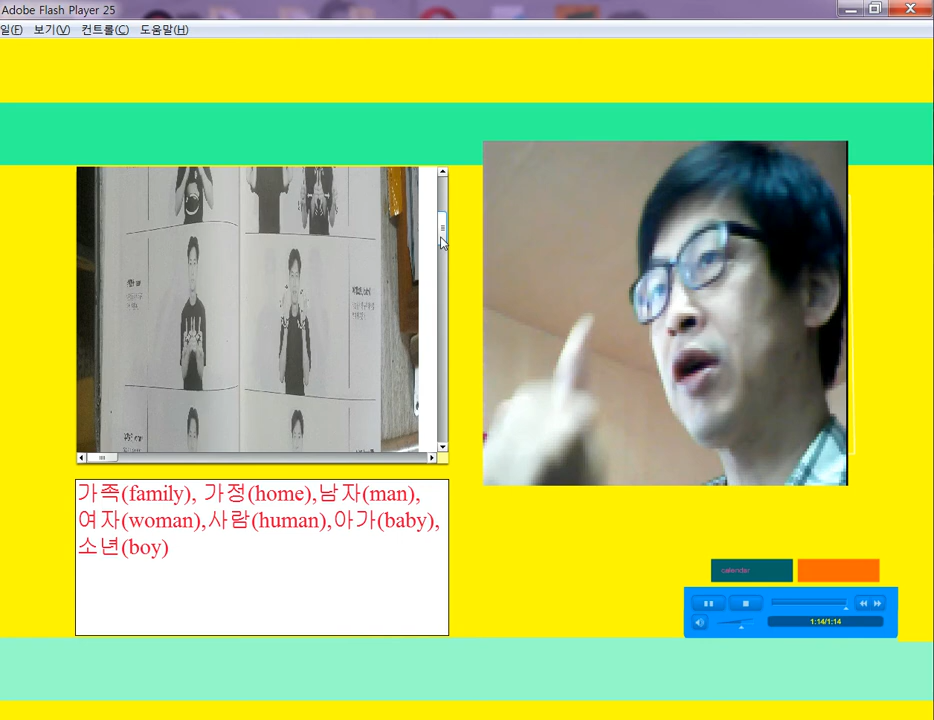 Adobe Flash Player 25
일(F) 보기(V) 컨트롤(C) 도움말(H)
가족(family), 가정(home),남자(man),
여자(woman),사람(human),아가(baby),
소년(boy)
calendar
1:14/1:14